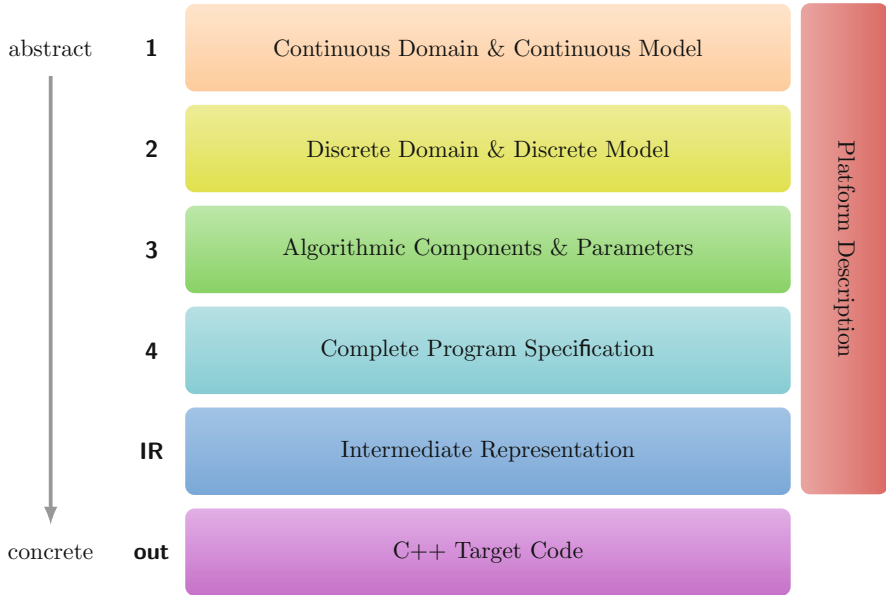 abstract
1
Continuous Domain & Continuous Model
2
Discrete Domain & Discrete Model
3
Algorithmic Components & Parameters
4
Complete Program Specification
IR
Intermediate Representation
concrete
out
C++ Target Code
Platform Description